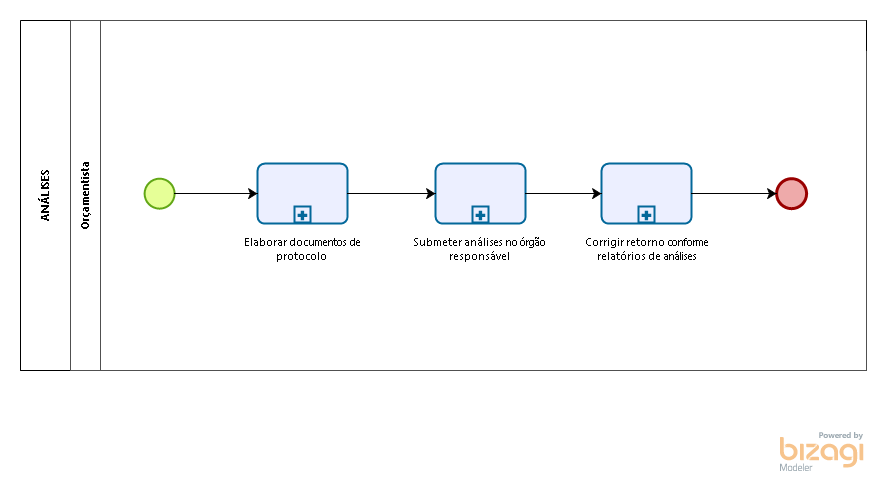 ANÁLISES
Orçamentista
Elaborar documentos de
protocolo
Submeter análises no órgão
responsável
Corrigir retorno conforme
relatórios de análises
Powered by
bizagi
Modeler